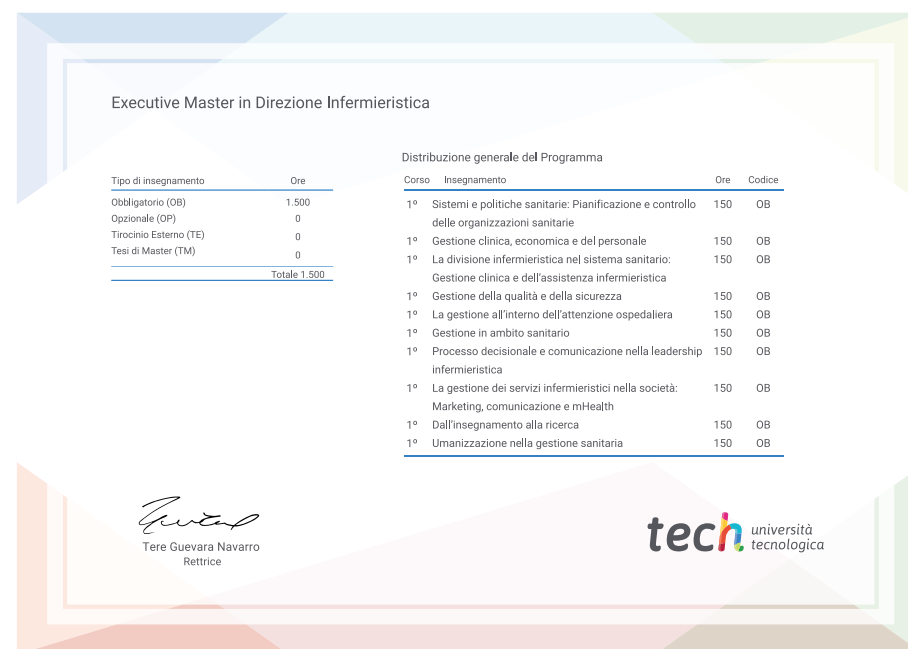 Executive Master in Direzione Infermieristica
Tipo di insegnamento Ore
Obbligatorio (OB) 1.500
Opzionale (OP) 0
Tirocinio Esterno (TE) 0
Tesi di Master (TM) 0
Totale 1.500
Distribuzione generale del Programma
Corso Insegnamento Ore Codice
1º Sistemi e politiche sanitarie: Pianificazione e controllo 150 OB
delle organizzazioni sanitarie
1º Gestione clinica, economica e del personale 150 OB
1º La divisione infermieristica nel sistema sanitario: 150 OB
Gestione clinica e dell'assistenza infermieristica
1º Gestione della qualità e della sicurezza 150 OB
1º La gestione all'interno dell'attenzione ospedaliera 150 OB
1º Gestione in ambito sanitario 150 OB
1º Processo decisionale e comunicazione nella leadership 150 OB
infermieristica
1º La gestione dei servizi infermieristici nella società: 150 OB
Marketing, comunicazione e mHealth
1º Dall'insegnamento alla ricerca 150 OB
1º Umanizzazione nella gestione sanitaria 150 OB
Tere Guevara Navarro
Rettrice
tech università
tecnologica